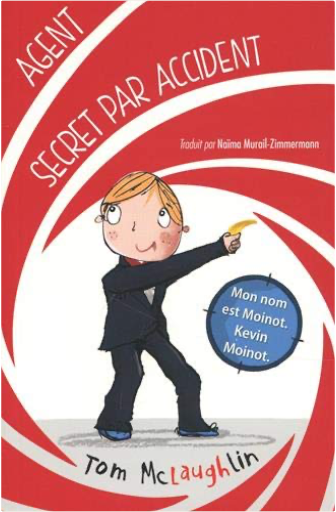 AGENT
SECRET PAR ACCIDENT
Traduit par Naïma Murail-Zimmermann
Mon nom
est Moinot.
Kevin
Moinot.
Tom McLaughlin